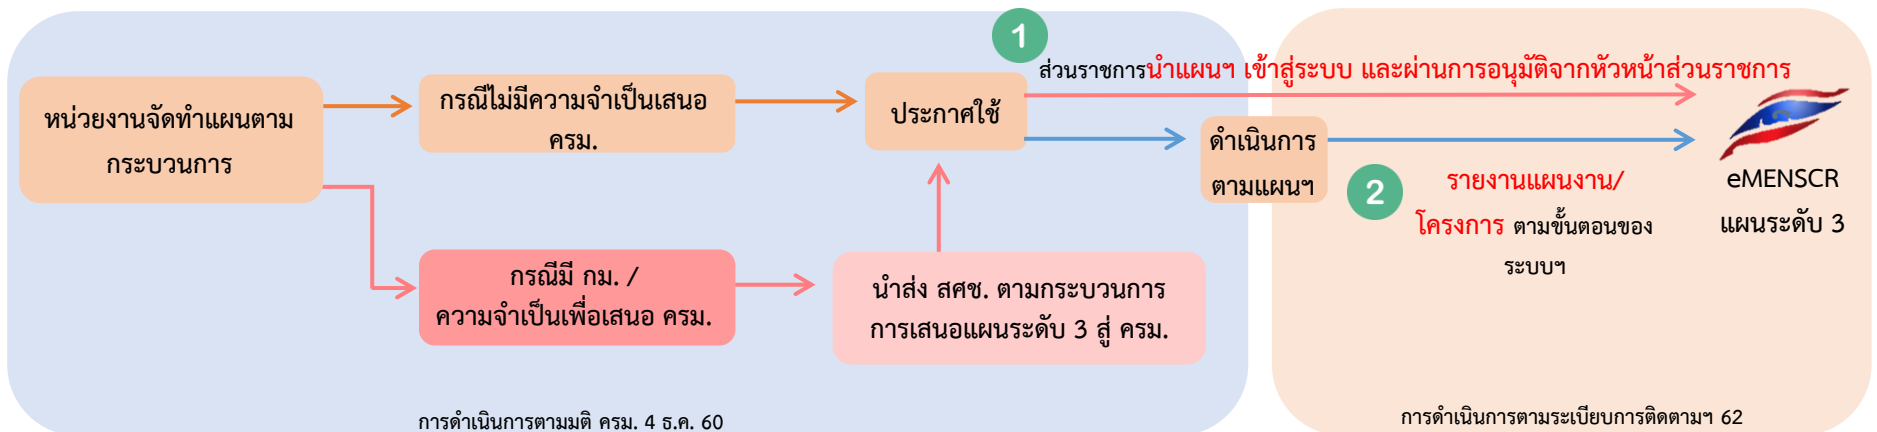 1
ส่วนราชการนำแผนฯ เข้าสู่ระบบ และผ่านการอนุมัติจากหัวหน้าส่วนราชการ
หน่วยงานจัดทำแผนตาม
กระบวนการ
กรณีไม่มีความจำเป็นเสนอ
ครม.
ประกาศใช้
ดำเนินการ
ตามแผนฯ
2
รายงานแผนงาน/
โครงการ ตามขั้นตอนของ
ระบบฯ
eMENSCR
แผนระดับ 3
กรณีมี กม. /
ความจำเป็นเพื่อเสนอ ครม.
นำส่ง สศช. ตามกระบวนการ
การเสนอแผนระดับ 3 สู่ ครม.
การดำเนินการตามมติ ครม. 4 ธ.ค. 60
การดำเนินการตามระเบียบการติดตามฯ 62